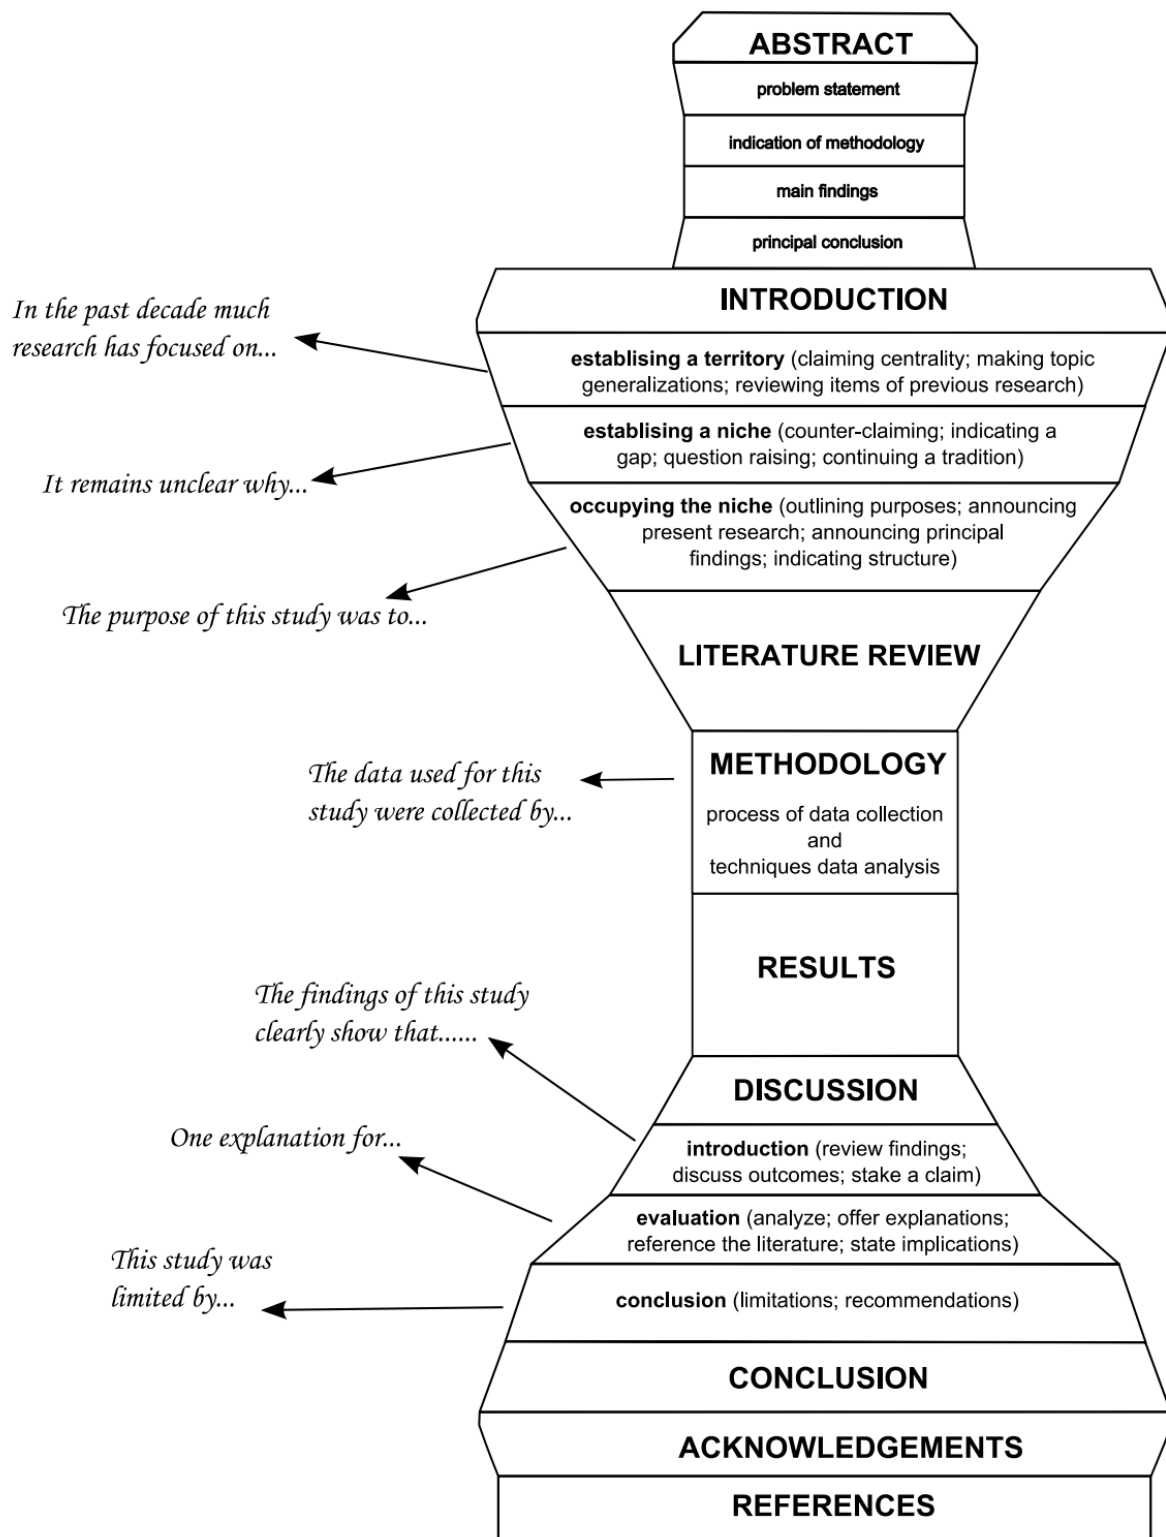 ABSTRACT
problem statement
indication of methodology
main findings
principal conclusion
INTRODUCTION
In the past decade much
research has focused on...
establising a territory (claiming centrality; making topic
generalizations; reviewing items of previous research)
establising a niche (counter-claiming; indicating a
gap; question raising; continuing a tradition)
It remains unclear why...
occupying the niche (outlining purposes; announcing
present research; announcing principal
findings; indicating structure)
The purpose of this study was to...
LITERATURE REVIEW
METHODOLOGY
The data used for this
study were collected by...
process of data collection
and
techniques data analysis
RESULTS
The findings of this study
clearly show that......
DISCUSSION
introduction (review findings;
discuss outcomes; stake a claim)
One explanation for...
evaluation (analyze; offer explanations;
reference the literature; state implications)
This study was
limited by...
conclusion (limitations; recommendations)
CONCLUSION
ACKNOWLEDGEMENTS
REFERENCES